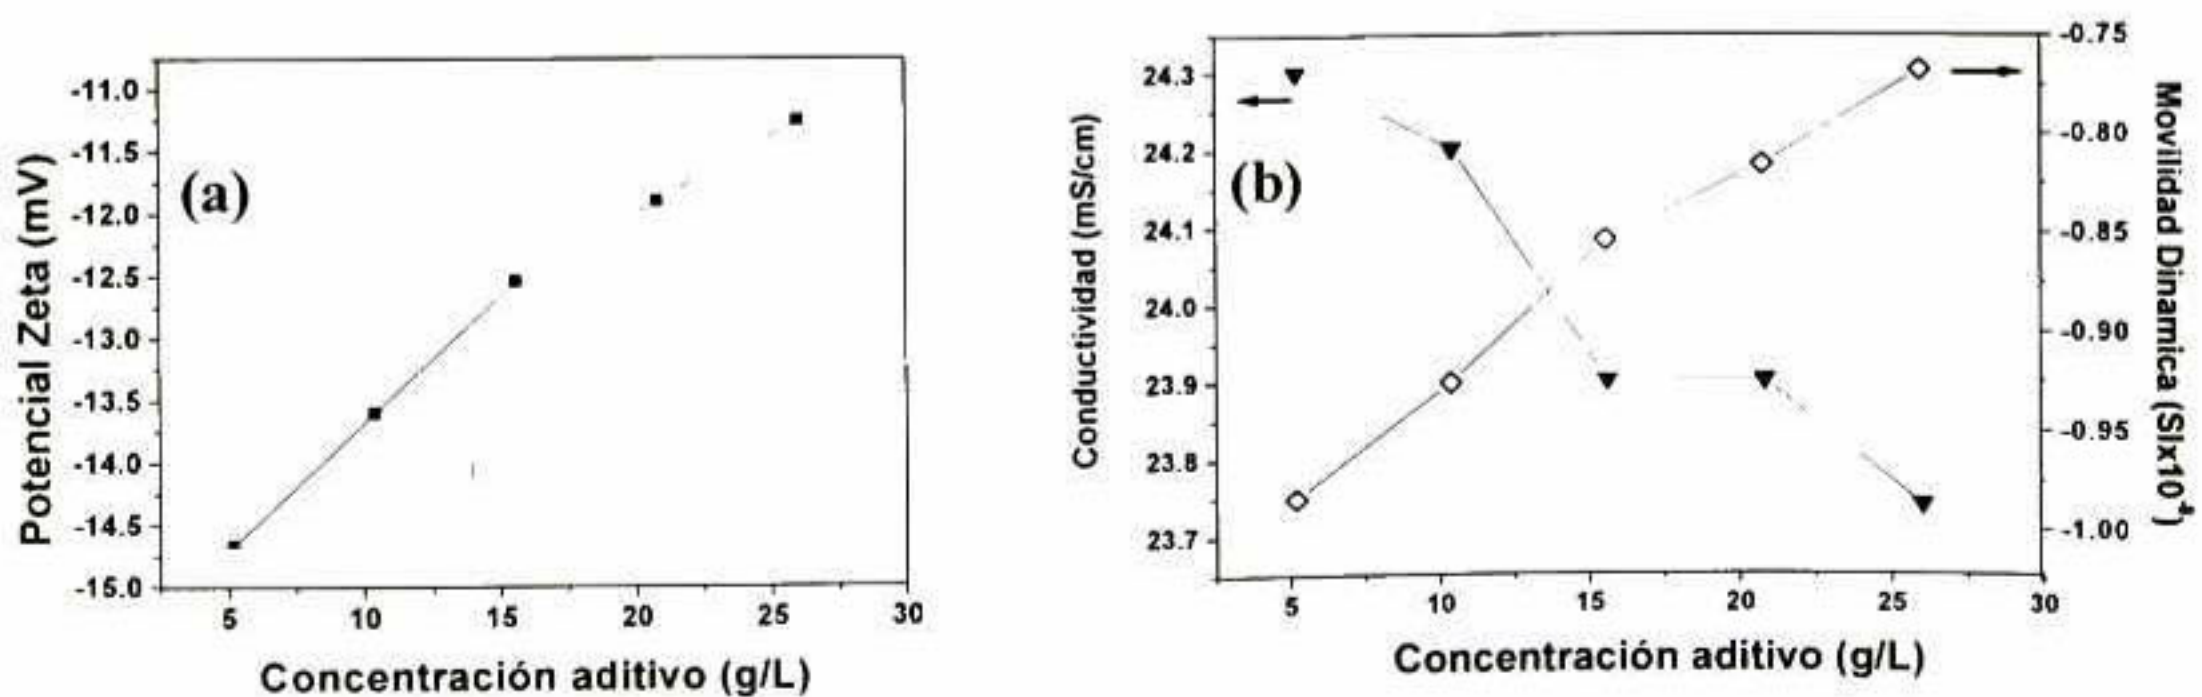 (a)
Potencial Zeta (mV)
-11.0
-11.5
-12.0
-12.5
-13.0
-13.5
-14.0
-14.5
-15.0
5 10 15 20 25 30
Concentración aditivo (g/L)
(b)
Conductividad (mS/cm)
24.3
24.2
24.1
24.0
23.9
23.8
23.7
5 10 15 20 25 30
Concentración aditivo (g/L)
-0.75
-0.80
-0.85
-0.90
-0.95
-1.00
Movilidad Dinamica (SIx10⁻⁸)